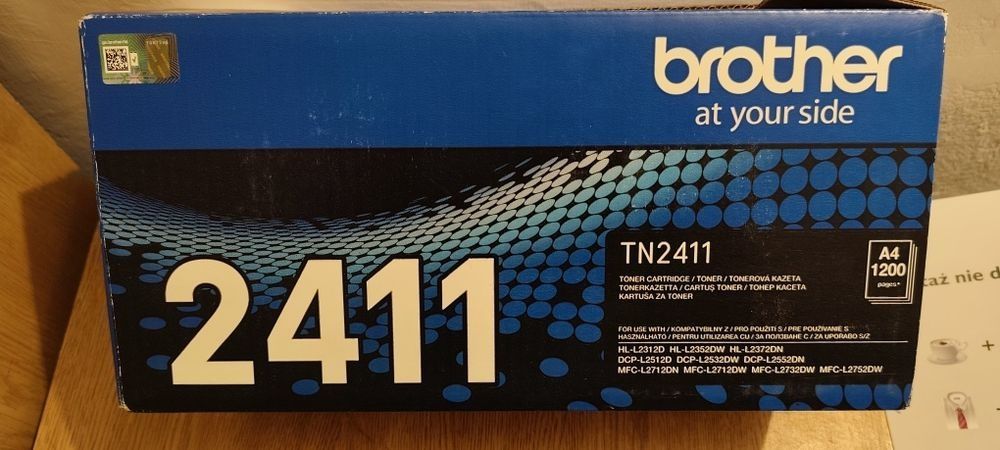 brother
at your side
2411
TN2411
TONER CARTRIDGE / TONER / TONEROVÁ KAZETA
TONERKAZETTA / CARTUȘ TONER / ТОНЕР КАСЕТА
KARTUŠA ZA TONER
A4
1200
pages*
FOR USE WITH / KOMPATYBILNY Z / PRO POUŽITÍ S / PRE POUŽÍVANIE S
HASZNÁLHATÓ / PENTRU UTILIZAREA CU / ЗА ПОЛЗВАНЕ С / ZA UPORABO S/Z
HL-L2312D HL-L2352DW HL-L2372DN
DCP-L2512D DCP-L2532DW DCP-L2552DN
MFC-L2712DN MFC-L2712DW MFC-L2732DW MFC-L2752DW
nie d
+
+